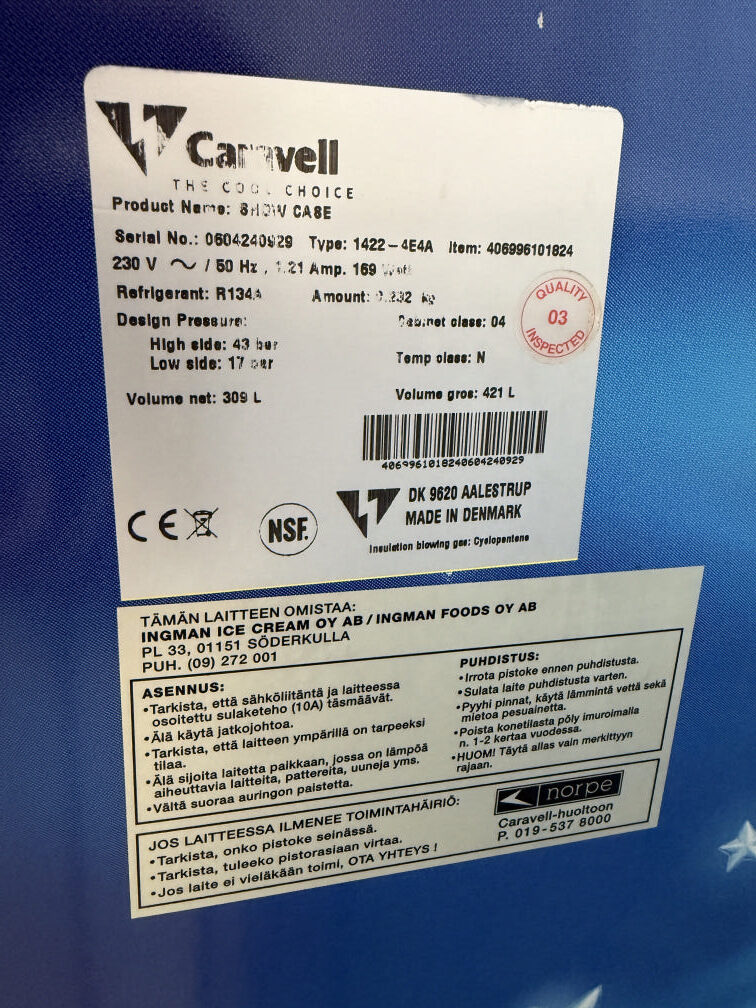 Caravell
THE COOL CHOICE
Product Name: SHOW CASE
Serial No.: 0604240929 Type: 1422-4E4A Item: 406996101824
230 V ~ / 50 Hz , 1.21 Amp. 169 Watt
Refrigerant: R134A Amount: 0.232 kg
Design Pressure: Cabinet class: 04
High side: 43 bar
Low side: 17 bar Temp class: N
Volume net: 309 L Volume gros: 421 L
QUALITY
03
INSPECTED
4069961018240604240929
CE NSF.
DK 9620 AALESTRUP
MADE IN DENMARK
Insulation blowing gas: Cyclopentane
TÄMÄN LAITTEEN OMISTAA:
INGMAN ICE CREAM OY AB / INGMAN FOODS OY AB
PL 33, 01151 SÖDERKULLA
PUH. (09) 272 001
ASENNUS:
•Tarkista, että sähköliitäntä ja laitteessa
osoitettu sulaketeho (10A) täsmäävät.
•Älä käytä jatkojohtoa.
•Tarkista, että laitteen ympärillä on tarpeeksi
tilaa.
•Älä sijoita laitetta paikkaan, jossa on lämpöä
aiheuttavia laitteita, pattereita, uuneja yms.
•Vältä suoraa auringon paistetta.
PUHDISTUS:
•Irrota pistoke ennen puhdistusta.
•Sulata laite puhdistusta varten.
•Pyyhi pinnat, käytä lämmintä vettä sekä
mietoa pesuainetta.
•Poista konetilasta pöly imuroimalla
n. 1-2 kertaa vuodessa.
•HUOM! Täytä allas vain merkittyyn
rajaan.
JOS LAITTEESSA ILMENEE TOIMINTAHÄIRIÖ:
•Tarkista, onko pistoke seinässä.
•Tarkista, tuleeko pistorasiaan virtaa.
•Jos laite ei vieläkään toimi, OTA YHTEYS !
norpe
Caravell-huoltoon
P. 019-537 8000